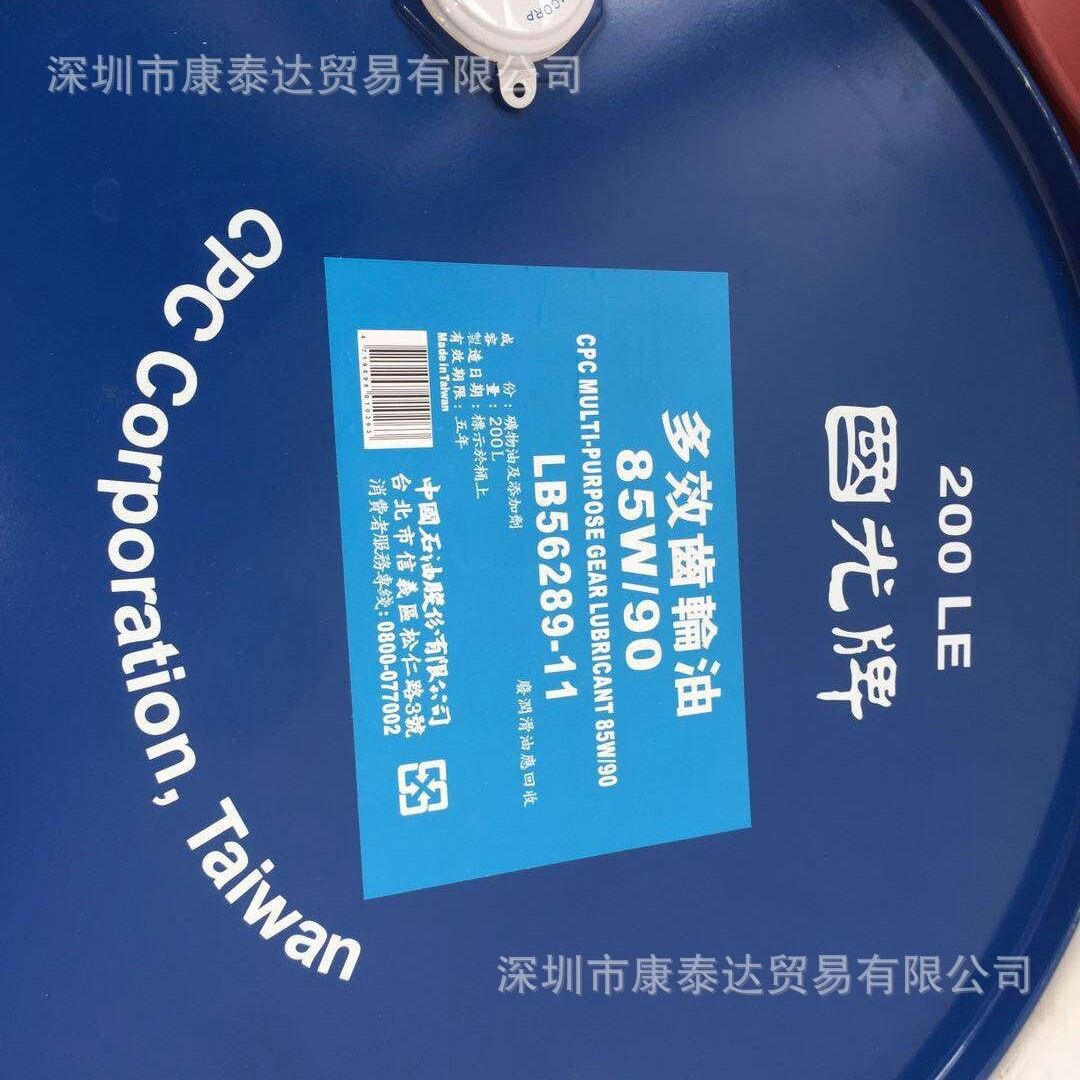 深圳市康泰达贸易有限公司
ACORP
200 LE
國光牌
多效齒輪油
85W/90
CPC MULTI-PURPOSE GEAR LUBRICANT 85W/90
LB56289-11
廢潤滑油應回收
成份:礦物油及添加劑
容量:200L
製造日期:標示於桶上
有效期限:五年
Made in Taiwan
中國石油股份有限公司
台北市信義區松仁路3號
消費者服務專綫:0800-077002
CPC Corporation, Taiwan
深圳市康泰达贸易有限公司